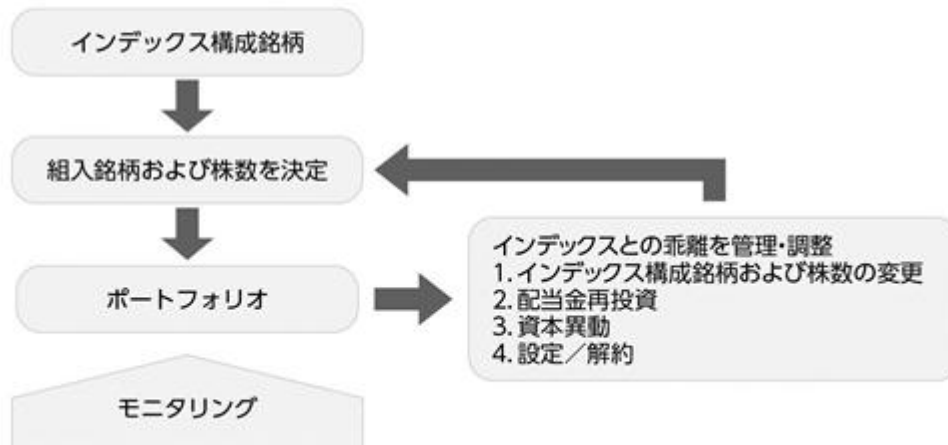 インデックス構成銘柄
組入銘柄および株数を決定
ポートフォリオ
インデックスとの乖離を管理・調整
1. インデックス構成銘柄および株数の変更
2. 配当金再投資
3. 資本異動
4. 設定／解約
モニタリング